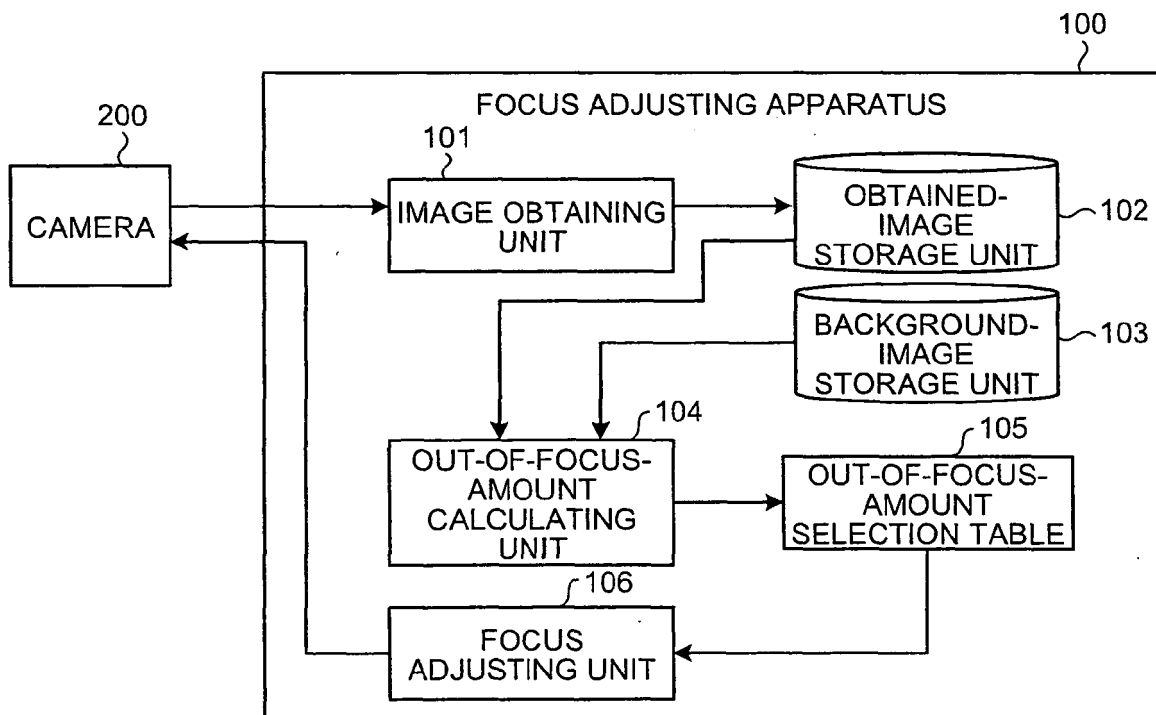 100
FOCUS ADJUSTING APPARATUS
200
CAMERA
101
IMAGE OBTAINING
UNIT
OBTAINED-
IMAGE
STORAGE UNIT
102
BACKGROUND-
IMAGE
STORAGE UNIT
103
104
OUT-OF-FOCUS-
AMOUNT
CALCULATING
UNIT
105
OUT-OF-FOCUS-
AMOUNT
SELECTION TABLE
106
FOCUS
ADJUSTING UNIT